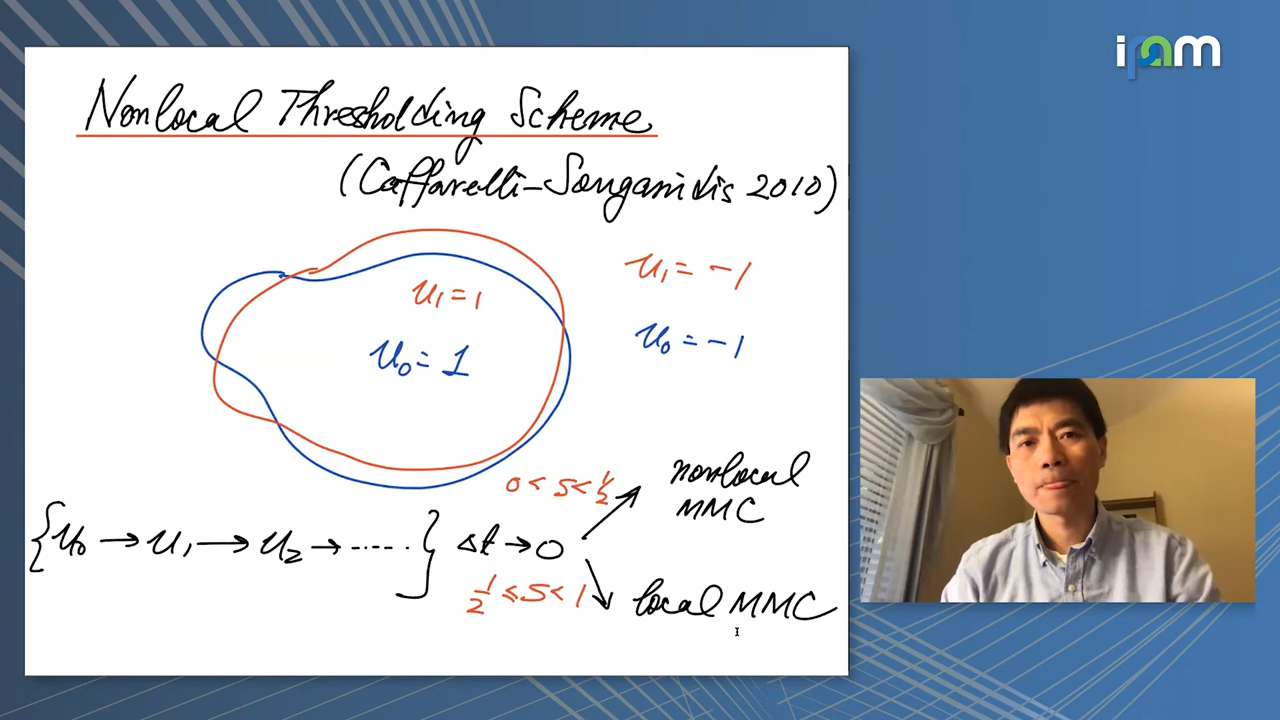 ipam
Nonlocal Thresholding Scheme
(Caffarelli-Souganidis 2010)
u₁ = -1
u₁ = 1
u₀ = -1
u₀ = 1
0 < s < ½
nonlocal
MMC
{u₀ → u₁ → u₂ → ····· } Δt → 0
½ ≤ s < 1
local MMC